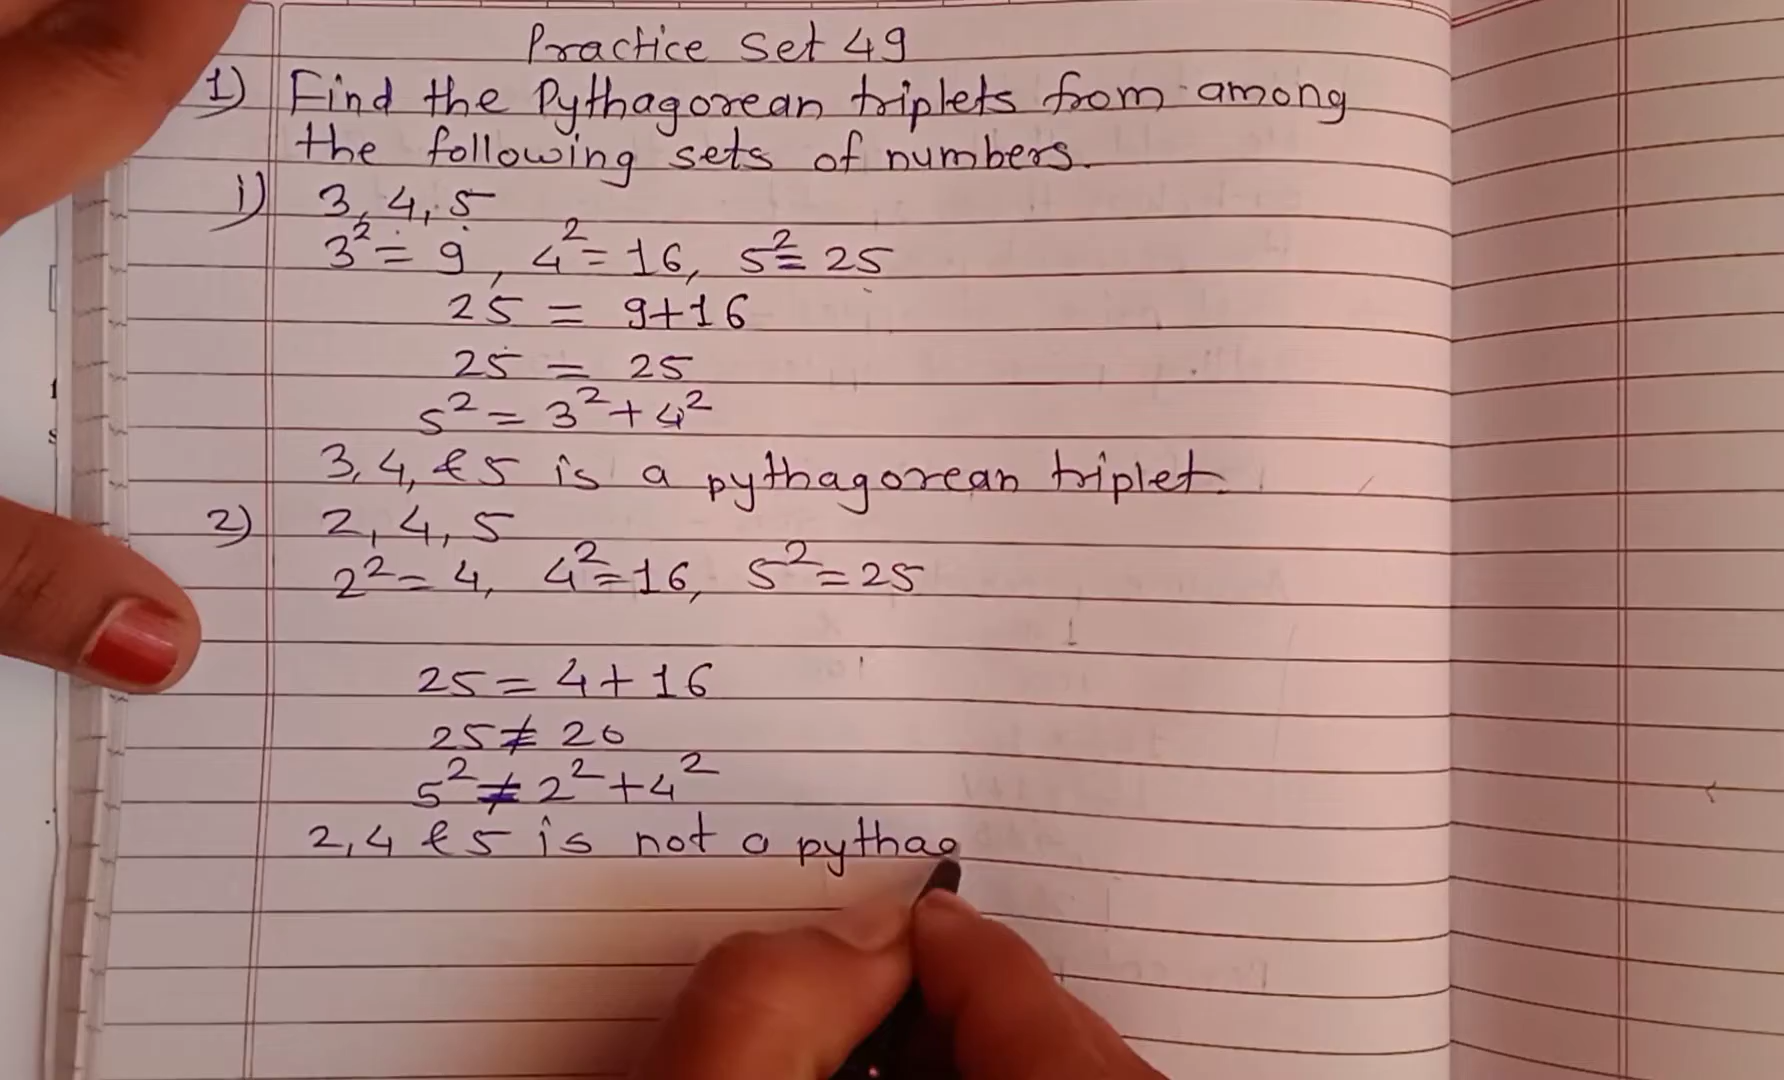 Practice Set 49
1) Find the Pythagorean triplets from among
the following sets of numbers.
i) 3, 4, 5
3² = 9, 4² = 16, 5² = 25
25 = 9+16
25 = 25
5² = 3² + 4²
3, 4, & 5 is a pythagorean triplet.
2) 2, 4, 5
2² = 4, 4² = 16, 5² = 25
25 = 4 + 16
25 ≠ 20
5² ≠ 2² + 4²
2, 4 & 5 is not a pythag